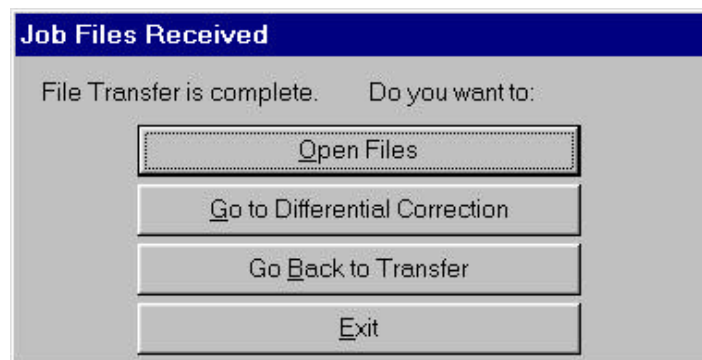 Job Files Received
File Transfer is complete. Do you want to:
Open Files
Go to Differential Correction
Go Back to Transfer
Exit